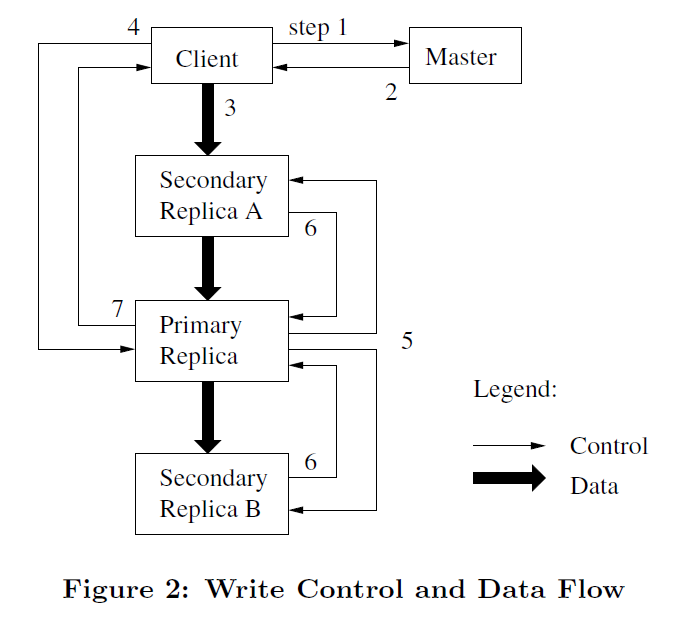 4
step 1
Client
Master
2
3
Secondary
Replica A
6
7
Primary
Replica
5
Legend:
Control
6
Secondary
Replica B
Data
Figure 2: Write Control and Data Flow